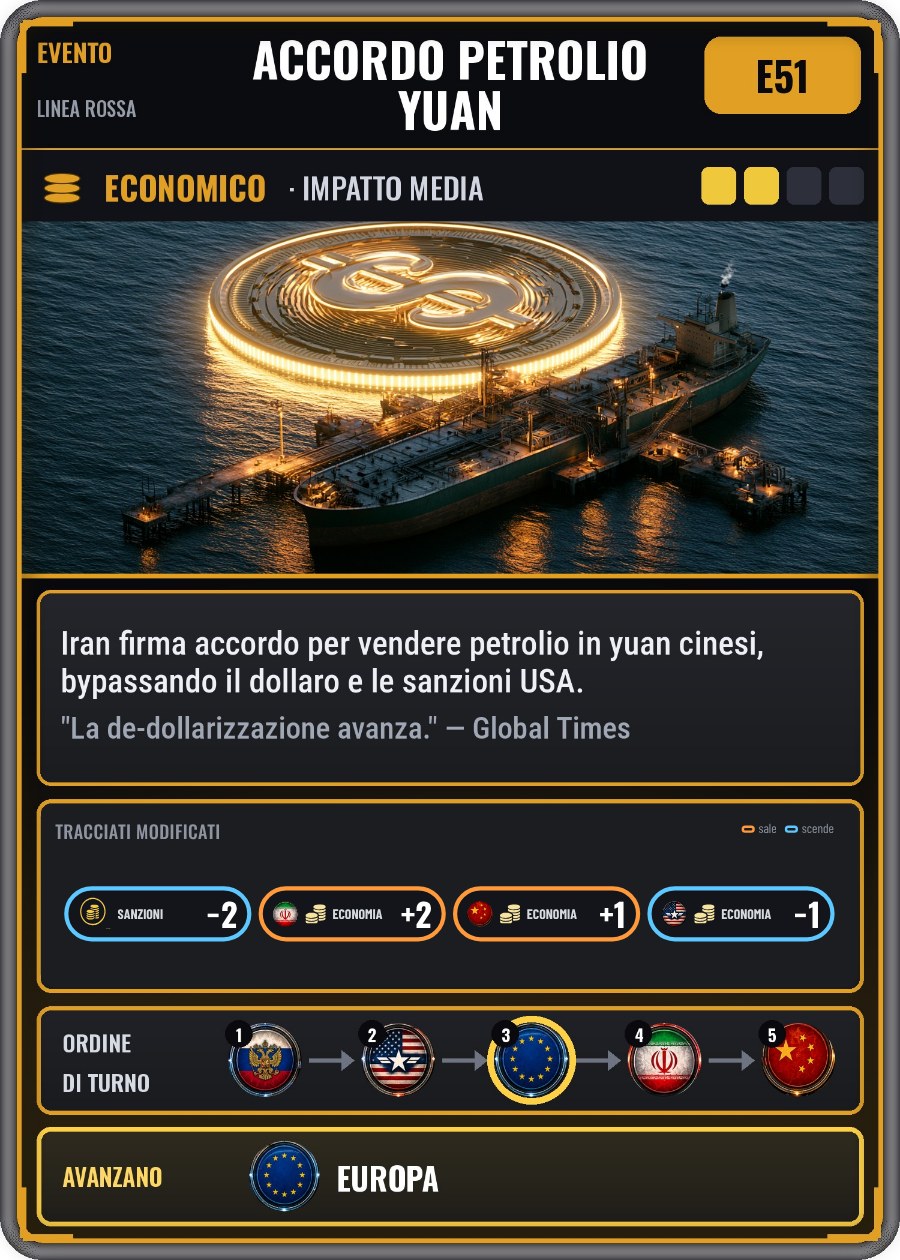 EVENTO
LINEA ROSSA
ACCORDO PETROLIO
YUAN
E51
ECONOMICO · IMPATTO MEDIA
Iran firma accordo per vendere petrolio in yuan cinesi,
bypassando il dollaro e le sanzioni USA.
"La de-dollarizzazione avanza." — Global Times
TRACCIATI MODIFICATI
sale scende
SANZIONI -2
ECONOMIA +2
ECONOMIA +1
ECONOMIA -1
ORDINE
DI TURNO
1 2 3 4 5
AVANZANO EUROPA